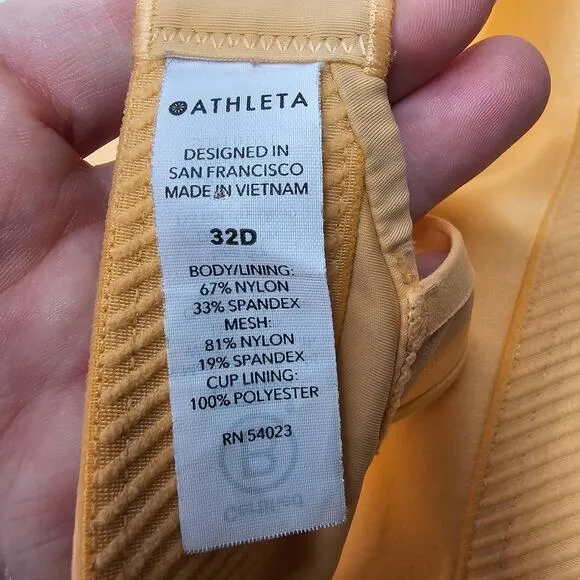 ATHLETA
DESIGNED IN
SAN FRANCISCO
MADE IN VIETNAM
32D
BODY/LINING:
67% NYLON
33% SPANDEX
MESH:
81% NYLON
19% SPANDEX
CUP LINING:
100% POLYESTER
RN 54023
B
Certified